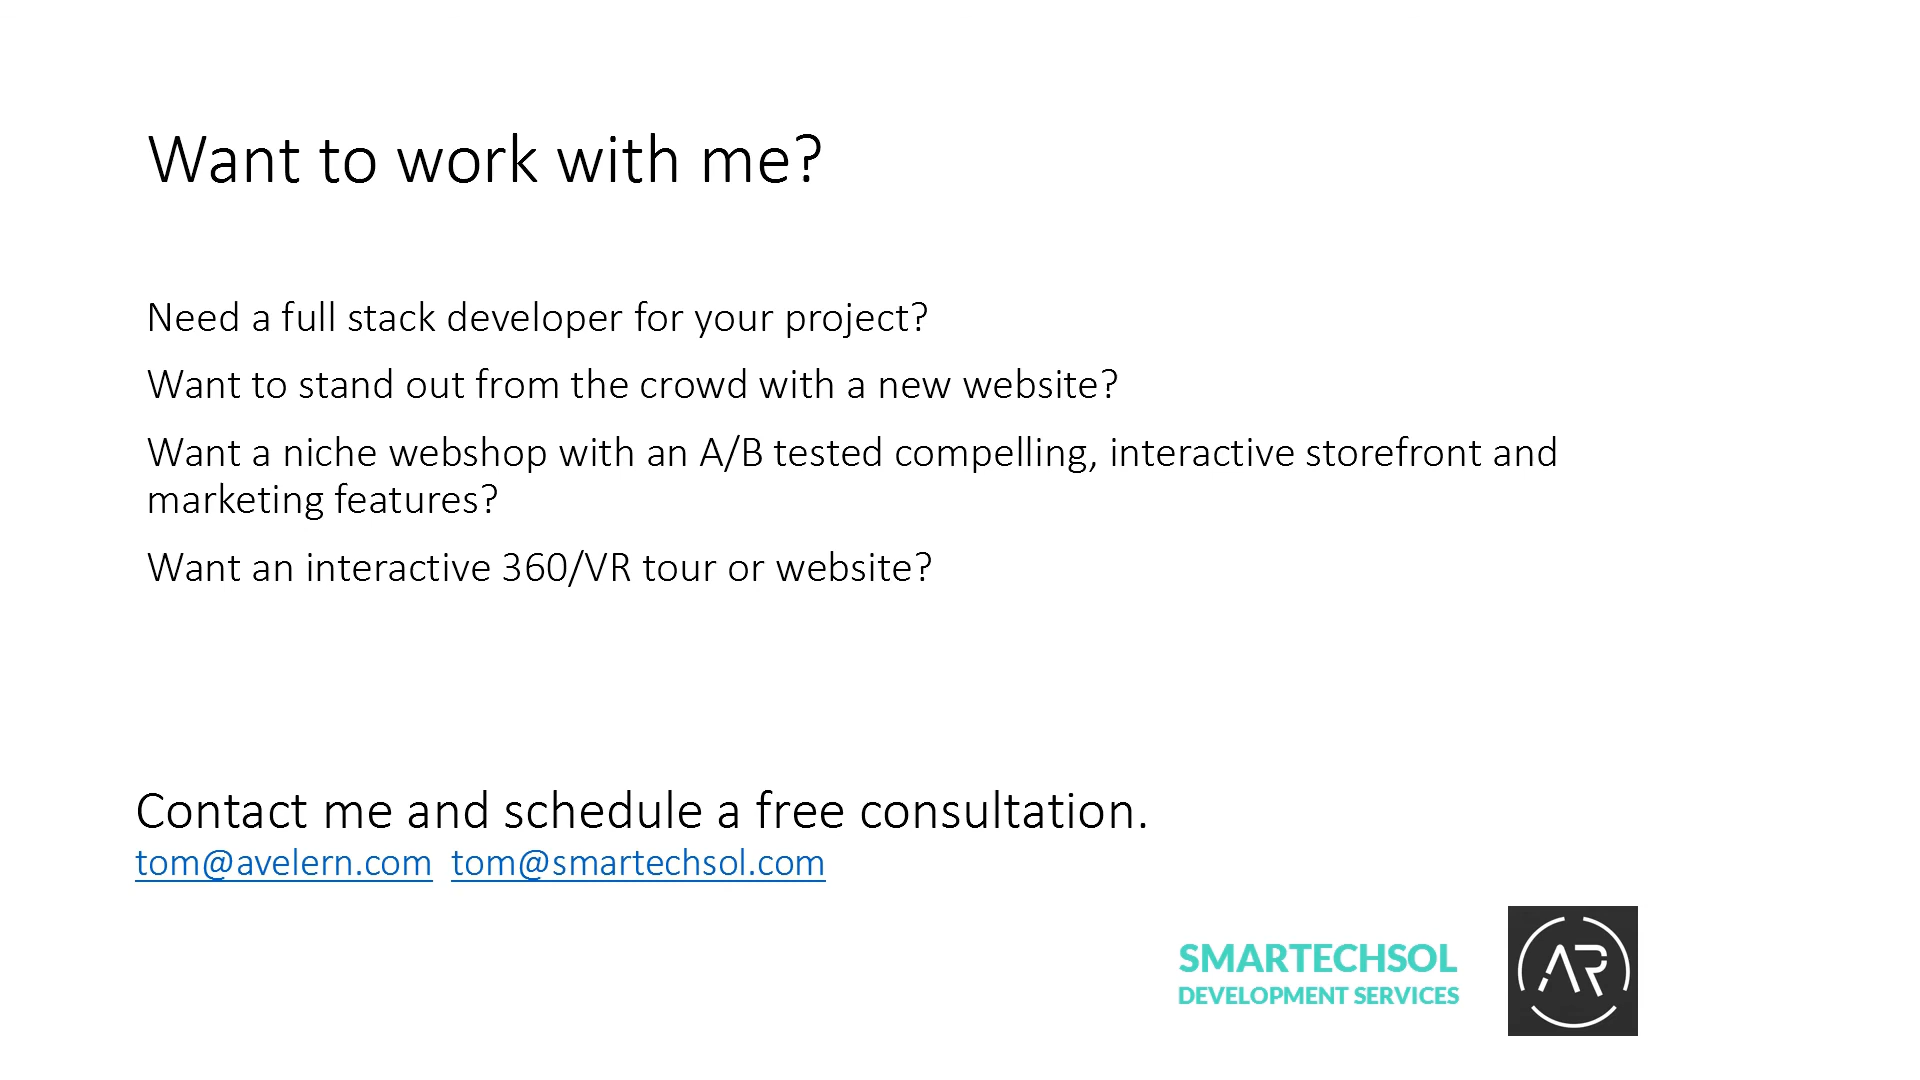 Want to work with me?
Need a full stack developer for your project?
Want to stand out from the crowd with a new website?
Want a niche webshop with an A/B tested compelling, interactive storefront and
marketing features?
Want an interactive 360/VR tour or website?
Contact me and schedule a free consultation.
tom@avelern.com tom@smartechsol.com
SMARTECHSOL
DEVELOPMENT SERVICES
AR